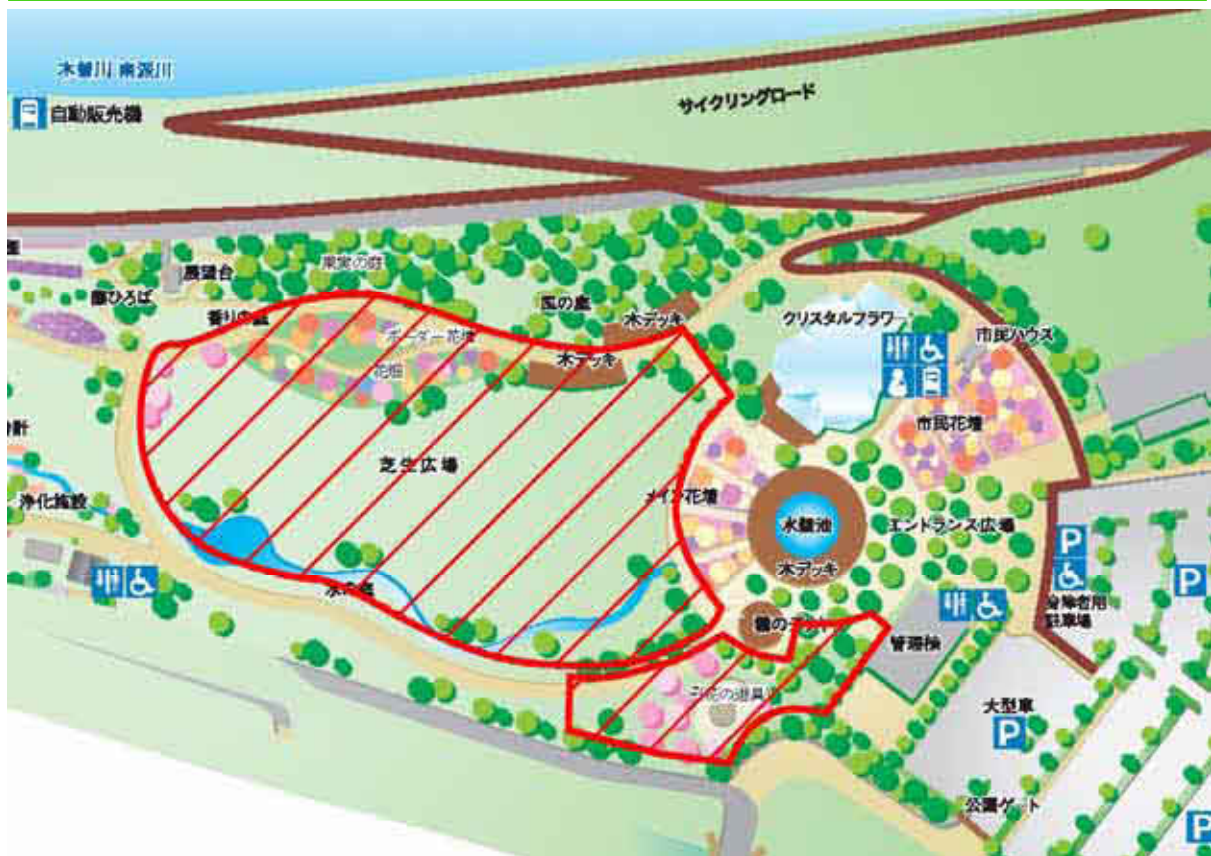 木曽川 南派川
自動販売機
サイクリングロード
果実の庭
展望台
藤ひろば
香りの庭
風の庭
木デッキ
クリスタルフラワー
市民ハウス
ボーダー花壇
木デッキ
花畑
市民花壇
芝生広場
メイン花壇
水鏡池
エントランス広場
浄化施設
木デッキ
管理棟
身障者用
駐車場
P
P
大型車
P
公園ゲート
P